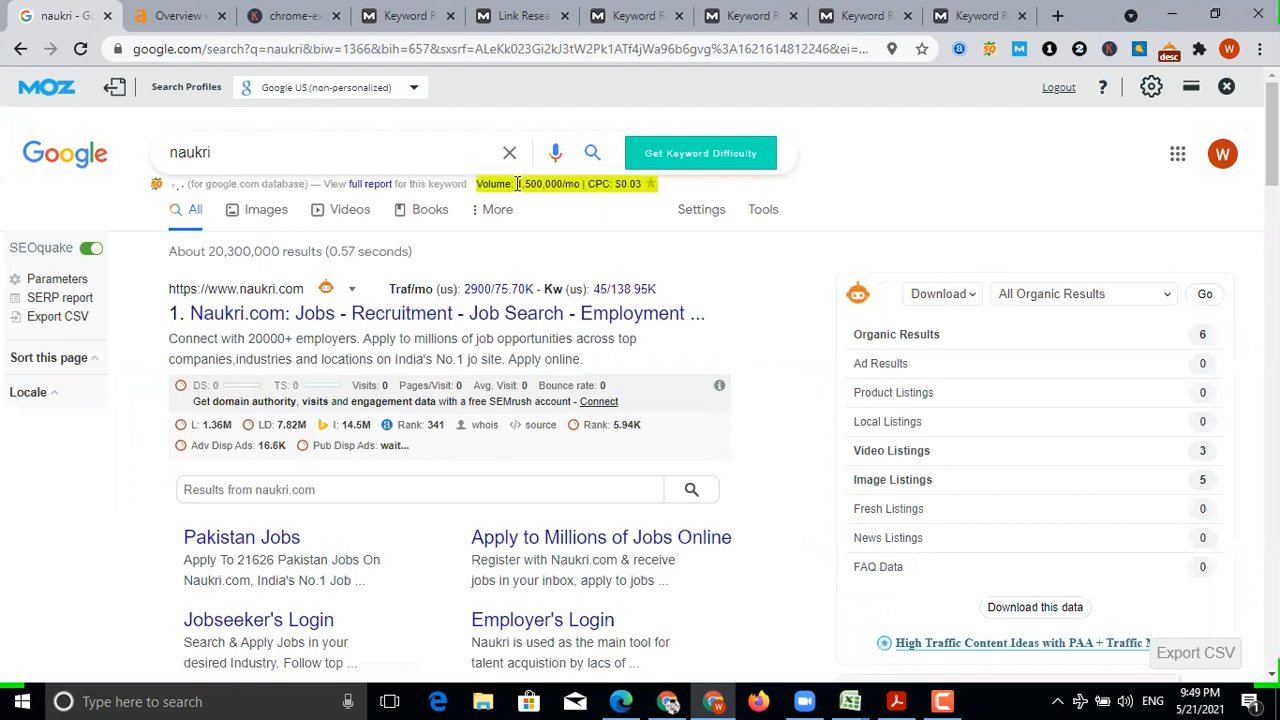 naukri - G
Overview
chrome-ex
Keyword R
Link Resea
Keyword R
Keyword R
Keyword R
Keyword R
google.com/search?q=naukri&biw=1366&bih=657&sxsrf=ALeKk023Gi2kJ3tW2Pk1ATf4jWa96b6gvg%3A1621614812246&ei=...
desc
W
MOZ
Search Profiles
Google US (non-personalized)
Logout
?
Google
naukri
Get Keyword Difficulty
W
(for google.com database) — View full report for this keyword
Volume: 1,500,000/mo | CPC: $0.03
All
Images
Videos
Books
More
Settings
Tools
SEOquake
Parameters
SERP report
Export CSV
Sort this page
Locale
About 20,300,000 results (0.57 seconds)
https://www.naukri.com
Traf/mo (us): 2900/75.70K - Kw (us): 45/138.95K
1. Naukri.com: Jobs - Recruitment - Job Search - Employment ...
Connect with 20000+ employers. Apply to millions of job opportunities across top
companies,industries and locations on India's No.1 jo site. Apply online.
DS: 0 TS: 0 Visits: 0 Pages/Visit: 0 Avg. Visit: 0 Bounce rate: 0
Get domain authority, visits and engagement data with a free SEMrush account - Connect
L: 1.36M LD: 7.82M I: 14.5M Rank: 341 whois </> source Rank: 5.94K
Adv Disp Ads: 16.6K Pub Disp Ads: wait...
Results from naukri.com
Pakistan Jobs
Apply To 21626 Pakistan Jobs On
Naukri.com, India's No.1 Job ...
Apply to Millions of Jobs Online
Register with Naukri.com & receive
jobs in your inbox, apply to jobs ...
Jobseeker's Login
Search & Apply Jobs in your
desired Industry. Follow top ...
Employer's Login
Naukri is used as the main tool for
talent acquistion by lacs of ...
Download
All Organic Results
Go
Organic Results 6
Ad Results 0
Product Listings 0
Local Listings 0
Video Listings 3
Image Listings 5
Fresh Listings 0
News Listings 0
FAQ Data 0
Download this data
High Traffic Content Ideas with PAA + Traffic M
Export CSV
Type here to search
9:49 PM
5/21/2021
1